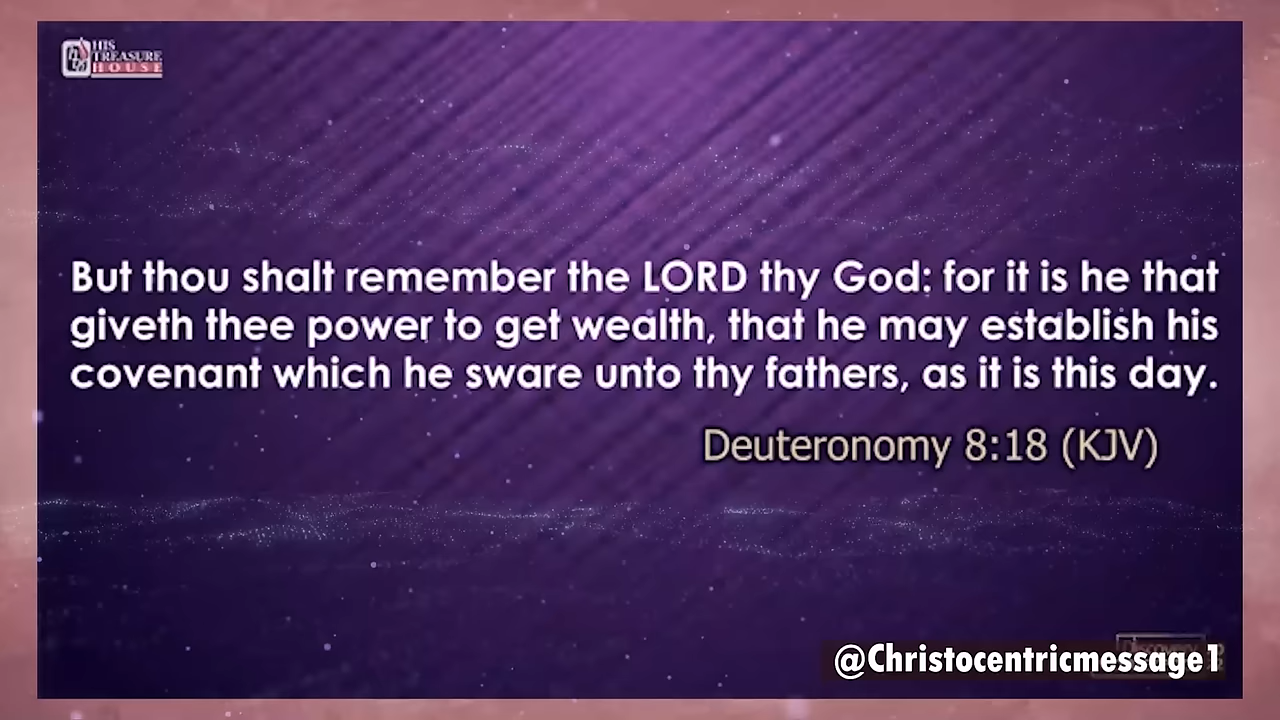 HIS
TREASURE
HOUSE
But thou shalt remember the LORD thy God: for it is he that
giveth thee power to get wealth, that he may establish his
covenant which he sware unto thy fathers, as it is this day.
Deuteronomy 8:18 (KJV)
@Christocentricmessage1